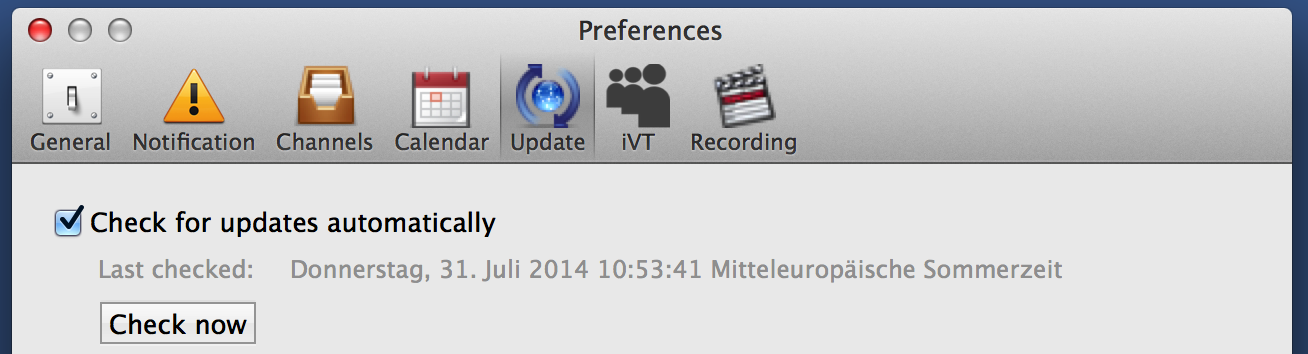 Preferences
General Notification Channels Calendar Update iVT Recording
Check for updates automatically
Last checked: Donnerstag, 31. Juli 2014 10:53:41 Mitteleuropäische Sommerzeit
Check now